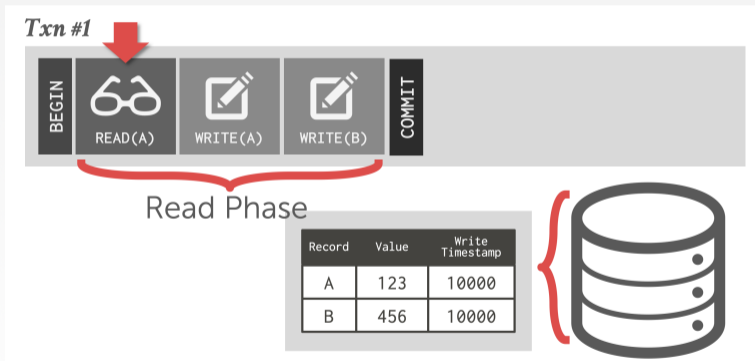 Txn #1
BEGIN
READ(A)
WRITE(A)
WRITE(B)
COMMIT
Read Phase
Record Value Write Timestamp
A 123 10000
B 456 10000